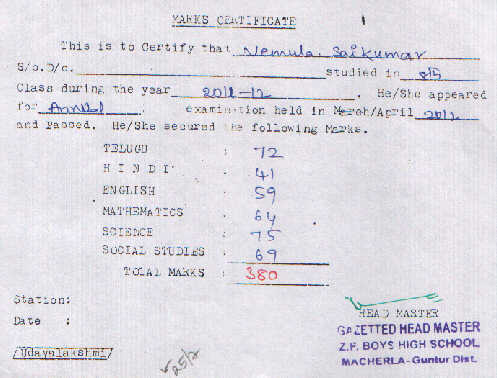 MARKS CERTIFICATE
This is to Certify that Nemula. Saikumar
S/o.D/o. studied in 8th
Class during the year 2011-12. He/She appeared
for Annual examination held in March/April 2012
and Passed. He/She secured the following Marks.
TELUGU : 72
HINDI : 41
ENGLISH : 59
MATHEMATICS : 64
SCIENCE : 75
SOCIAL STUDIES : 69
TOTAL MARKS : 380
Station:
Date :
HEAD MASTER
GAZETTED HEAD MASTER
Z.P. BOYS HIGH SCHOOL
MACHERLA-Guntur Dist.
/Udayalakshmi/